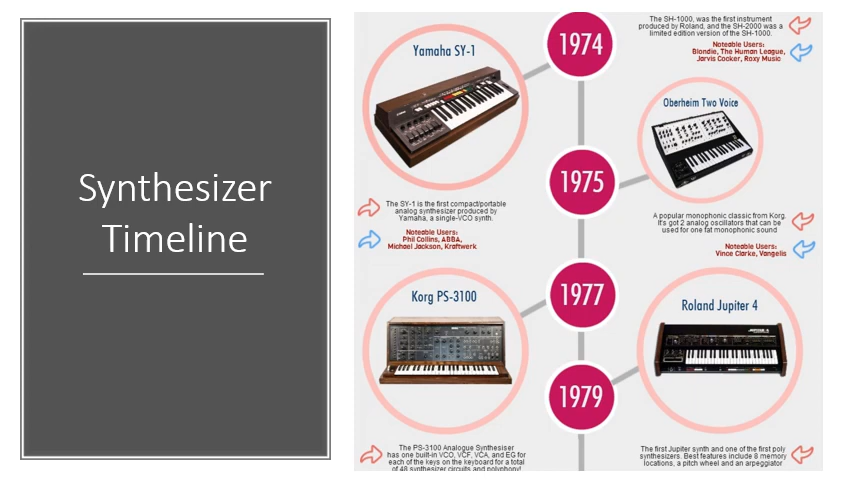 Synthesizer
Timeline
The SH-1000, was the first instrument
produced by Roland, and the SH-2000 was a
limited edition version of the SH-1000.
Noteable Users:
Blondie, The Human League,
Jarvis Cocker, Roxy Music
1974
Yamaha SY-1
The SY-1 is the first compact/portable
analog synthesizer produced by
Yamaha, a single-VCO synth.
Noteable Users:
Phil Collins, ABBA,
Michael Jackson, Kraftwerk
Oberheim Two Voice
1975
A popular monophonic classic from Korg.
It's got 2 analog oscillators that can be
used for one fat monophonic sound
Noteable Users:
Vince Clarke, Vangelis
Korg PS-3100
1977
The PS-3100 Analogue Synthesiser
has one built-in VCO, VCF, VCA, and EG for
each of the keys on the keyboard for a total
of 48 synthesizer circuits and polyphony!
Roland Jupiter 4
1979
The first Jupiter synth and one of the first poly
synthesizers. Best features include 8 memory
locations, a pitch wheel and an arpeggiator